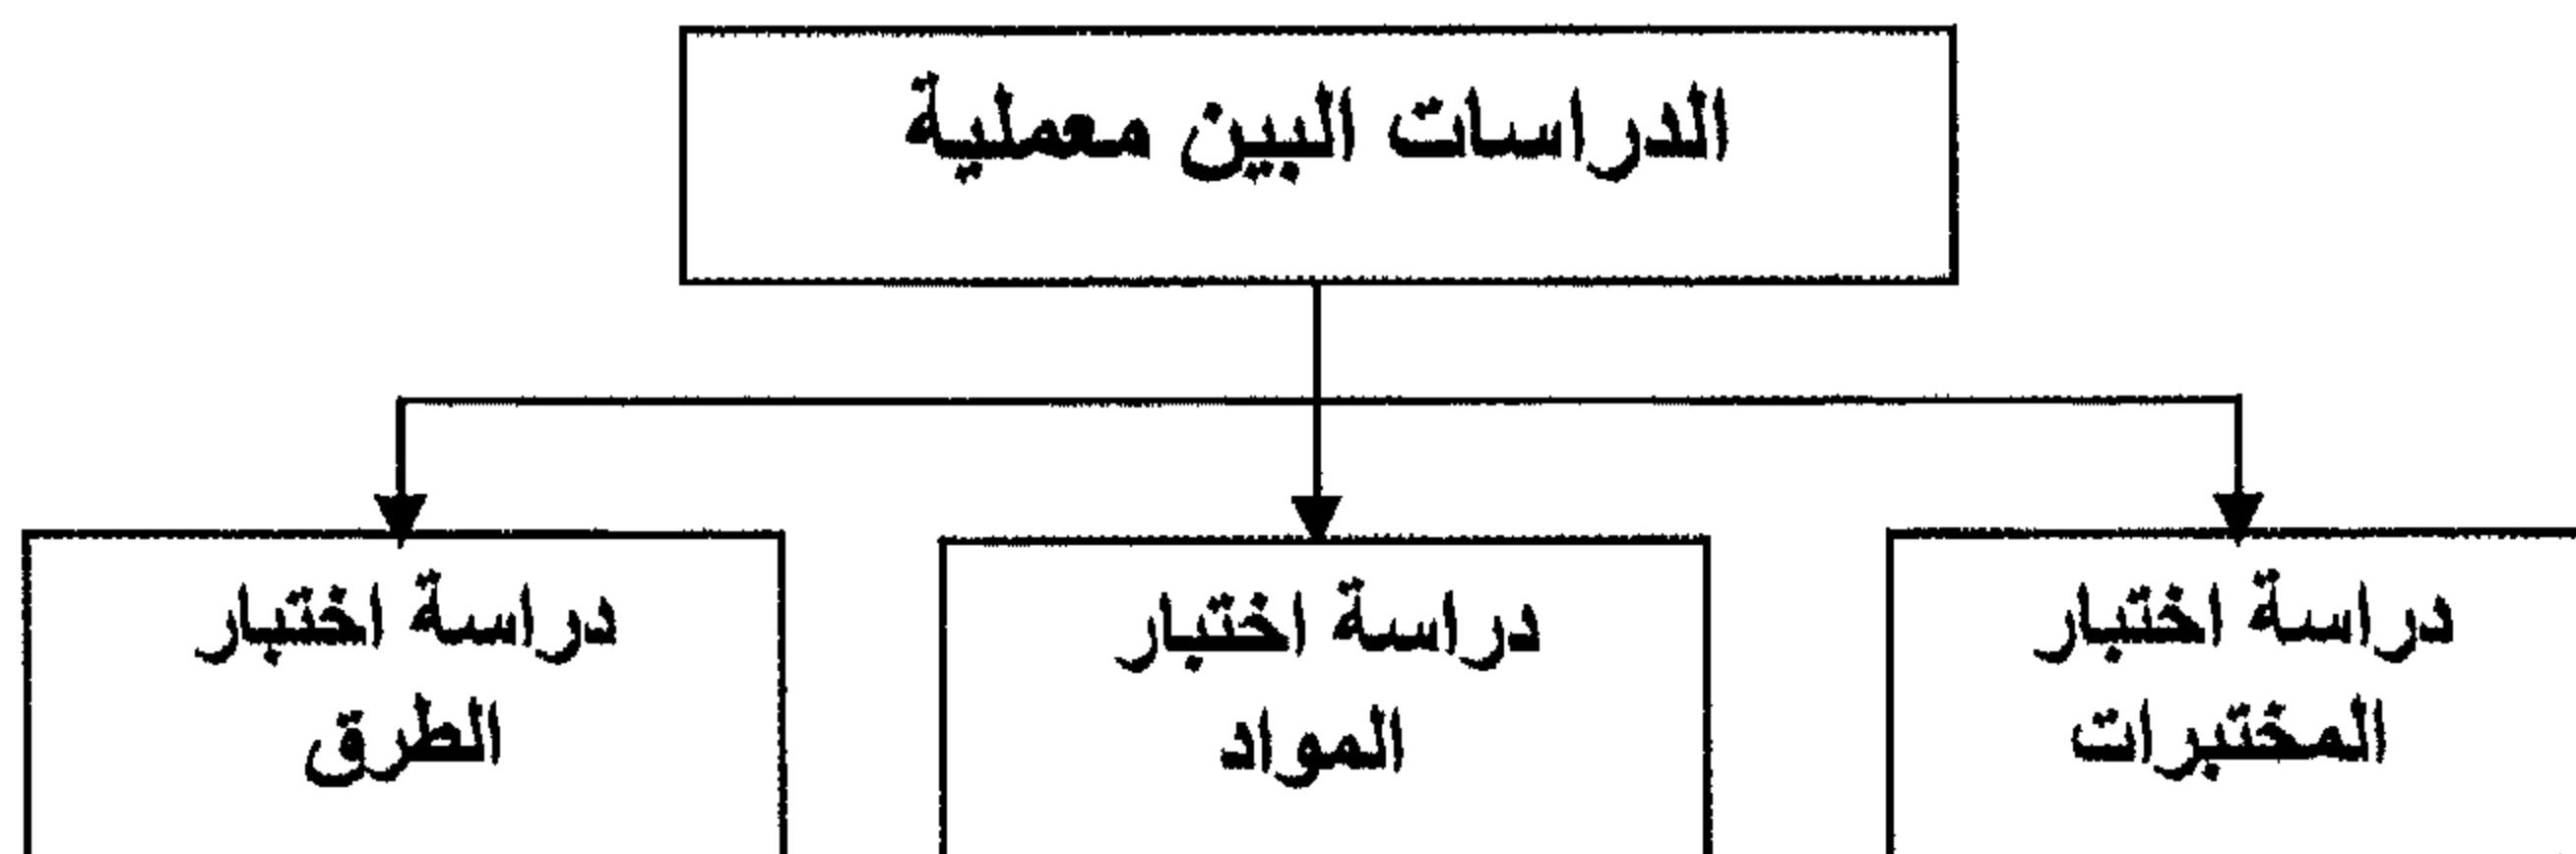 الدراسات البين معملية
دراسة اختبار
المختبرات
دراسة اختبار
المواد
دراسة اختبار
الطرق